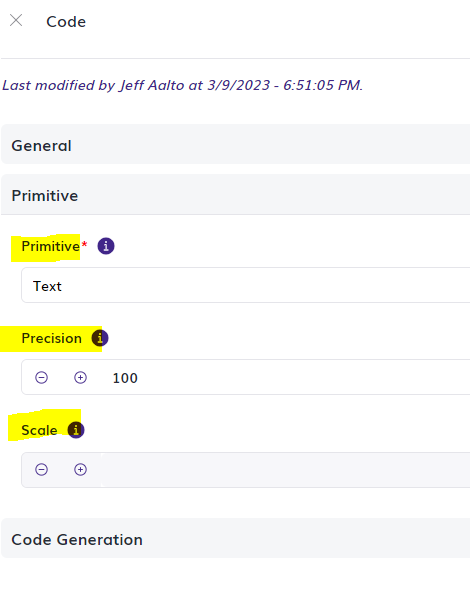 Code
Last modified by Jeff Aalto at 3/9/2023 - 6:51:05 PM.
General
Primitive
Primitive* i
Text
Precision i
100
Scale i
Code Generation